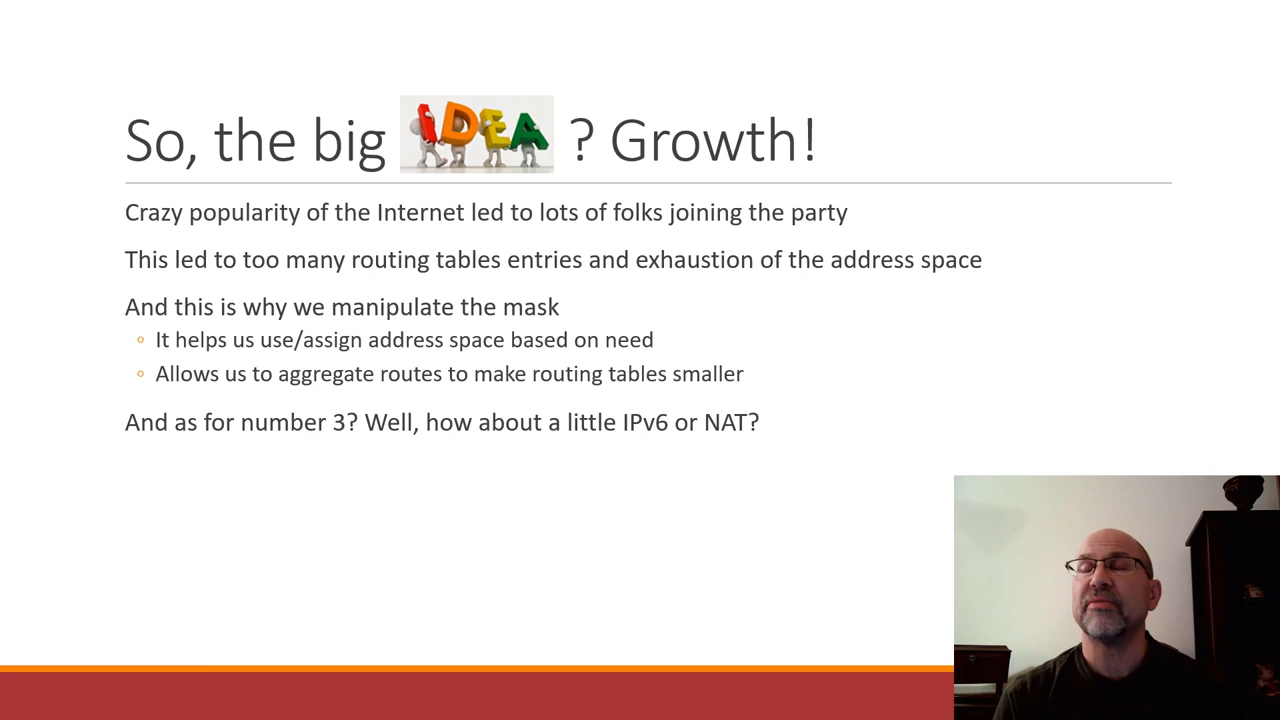 So, the big IDEA ? Growth!
Crazy popularity of the Internet led to lots of folks joining the party
This led to too many routing tables entries and exhaustion of the address space
And this is why we manipulate the mask
◦ It helps us use/assign address space based on need
◦ Allows us to aggregate routes to make routing tables smaller
And as for number 3? Well, how about a little IPv6 or NAT?